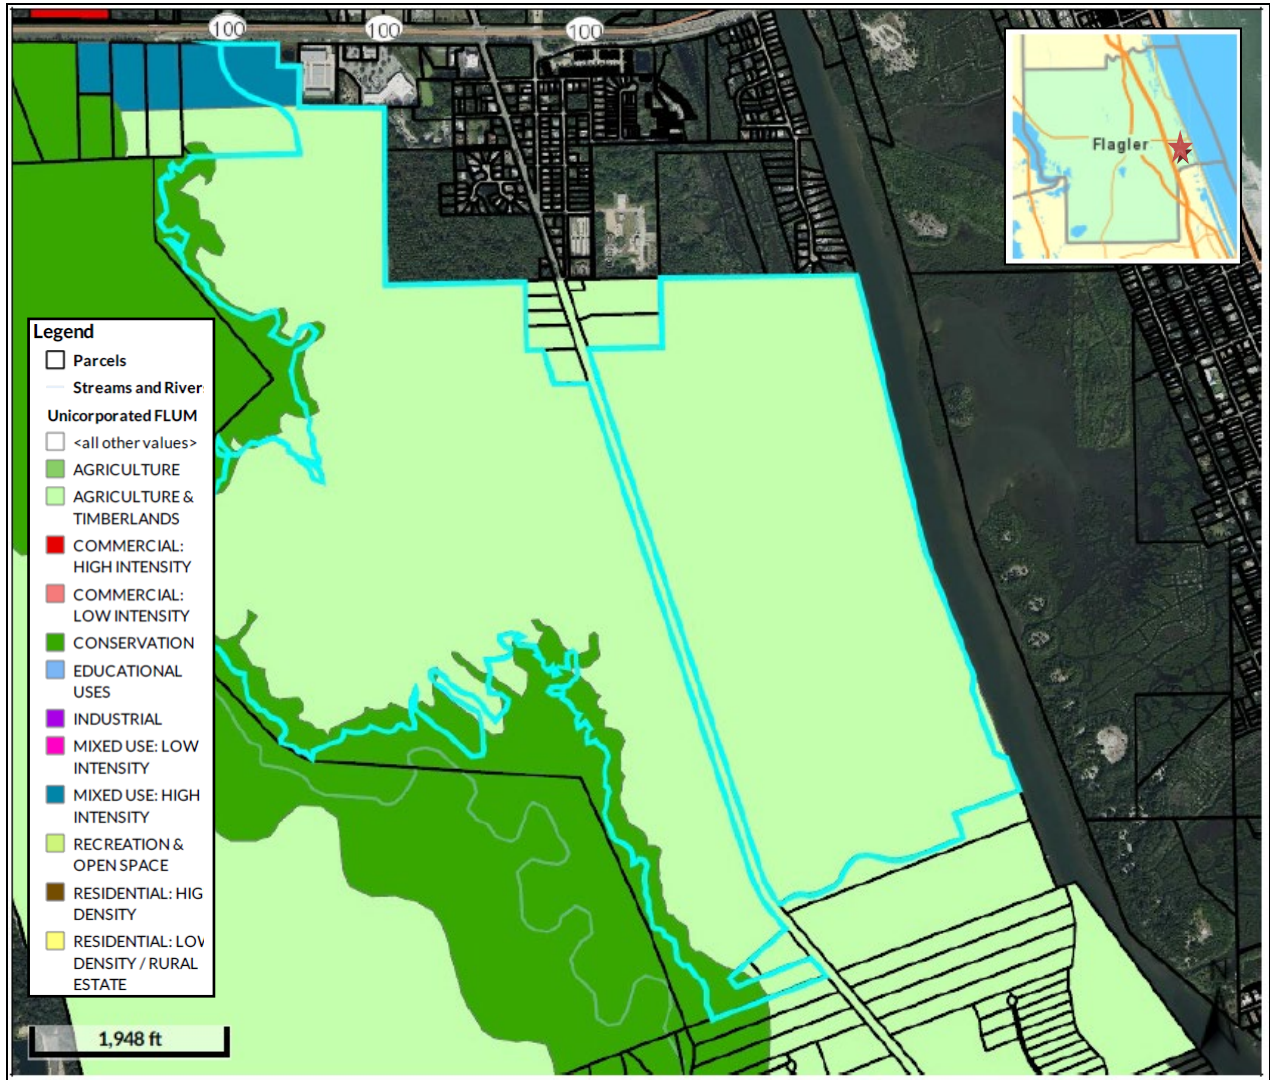 100 100 100
Flagler
Legend
Parcels
Streams and River
Unicorporated FLUM
<all other values>
AGRICULTURE
AGRICULTURE &
TIMBERLANDS
COMMERCIAL:
HIGH INTENSITY
COMMERCIAL:
LOW INTENSITY
CONSERVATION
EDUCATIONAL
USES
INDUSTRIAL
MIXED USE: LOW
INTENSITY
MIXED USE: HIGH
INTENSITY
RECREATION &
OPEN SPACE
RESIDENTIAL: HIG
DENSITY
RESIDENTIAL: LOW
DENSITY / RURAL
ESTATE
1,948 ft
N